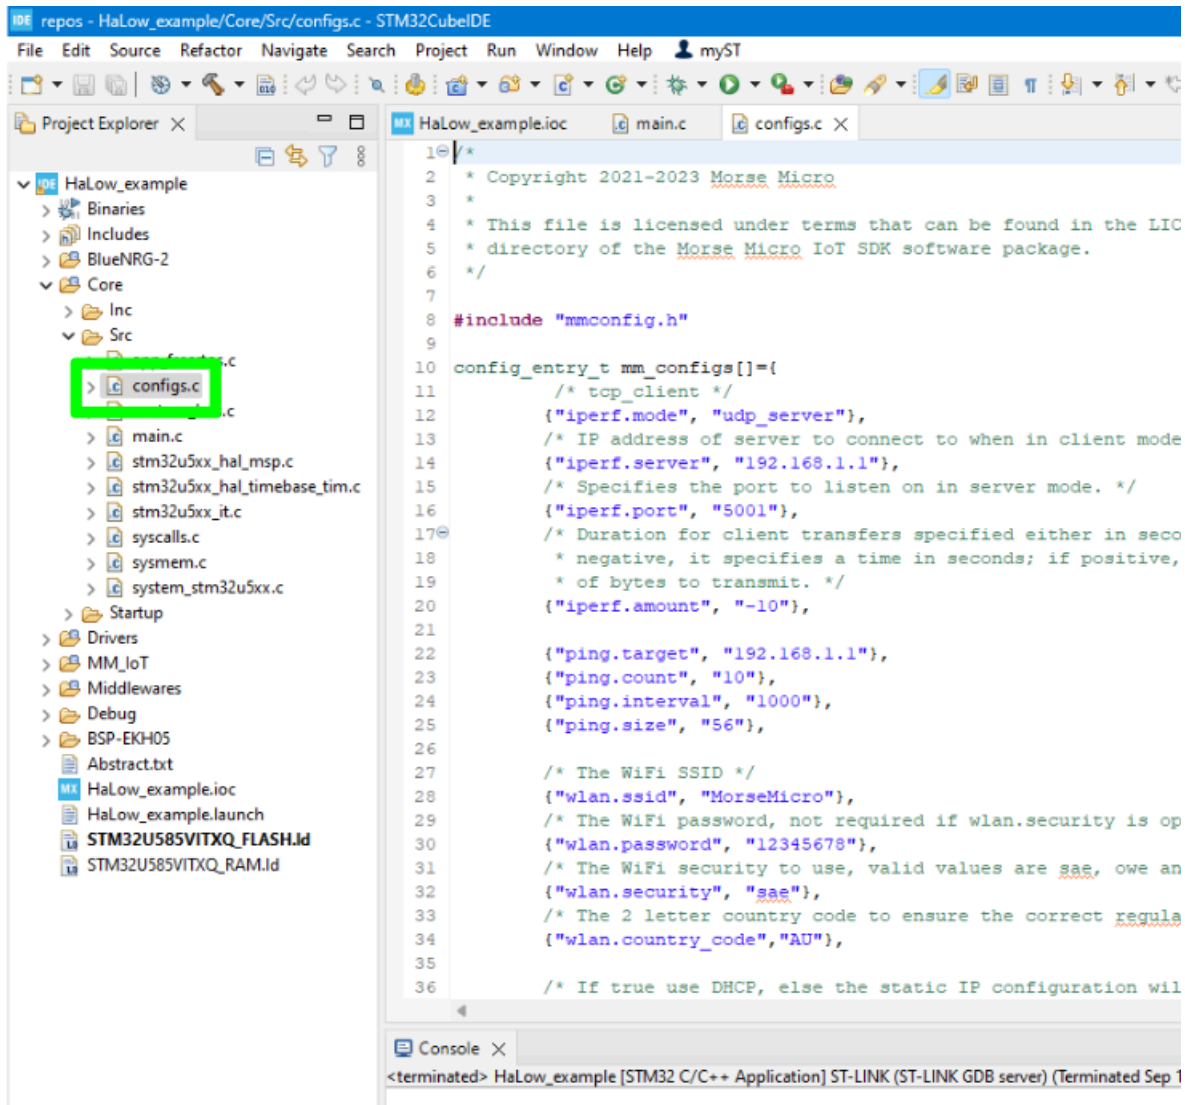 IDE repos - HaLow_example/Core/Src/configs.c - STM32CubeIDE
File Edit Source Refactor Navigate Search Project Run Window Help myST
Project Explorer
HaLow_example
Binaries
Includes
BlueNRG-2
Core
Inc
Src
configs.c
main.c
stm32u5xx_hal_msp.c
stm32u5xx_hal_timebase_tim.c
stm32u5xx_it.c
syscalls.c
sysmem.c
system_stm32u5xx.c
Startup
Drivers
MM_IoT
Middlewares
Debug
BSP-EKH05
Abstract.txt
MX HaLow_example.ioc
HaLow_example.launch
STM32U585VITXQ_FLASH.ld
STM32U585VITXQ_RAM.ld
MX HaLow_example.ioc main.c configs.c
1 /*
2 * Copyright 2021-2023 Morse Micro
3 *
4 * This file is licensed under terms that can be found in the LIC
5 * directory of the Morse Micro IoT SDK software package.
6 */
7
8 #include "mmconfig.h"
9
10 config_entry_t mm_configs[]={
11 /* tcp_client */
12 {"iperf.mode", "udp_server"},
13 /* IP address of server to connect to when in client mode
14 {"iperf.server", "192.168.1.1"},
15 /* Specifies the port to listen on in server mode. */
16 {"iperf.port", "5001"},
17 /* Duration for client transfers specified either in seco
18 * negative, it specifies a time in seconds; if positive,
19 * of bytes to transmit. */
20 {"iperf.amount", "-10"},
21
22 {"ping.target", "192.168.1.1"},
23 {"ping.count", "10"},
24 {"ping.interval", "1000"},
25 {"ping.size", "56"},
26
27 /* The WiFi SSID */
28 {"wlan.ssid", "MorseMicro"},
29 /* The WiFi password, not required if wlan.security is op
30 {"wlan.password", "12345678"},
31 /* The WiFi security to use, valid values are sae, owe an
32 {"wlan.security", "sae"},
33 /* The 2 letter country code to ensure the correct regula
34 {"wlan.country_code","AU"},
35
36 /* If true use DHCP, else the static IP configuration wil
Console
<terminated> HaLow_example [STM32 C/C++ Application] ST-LINK (ST-LINK GDB server) (Terminated Sep 1